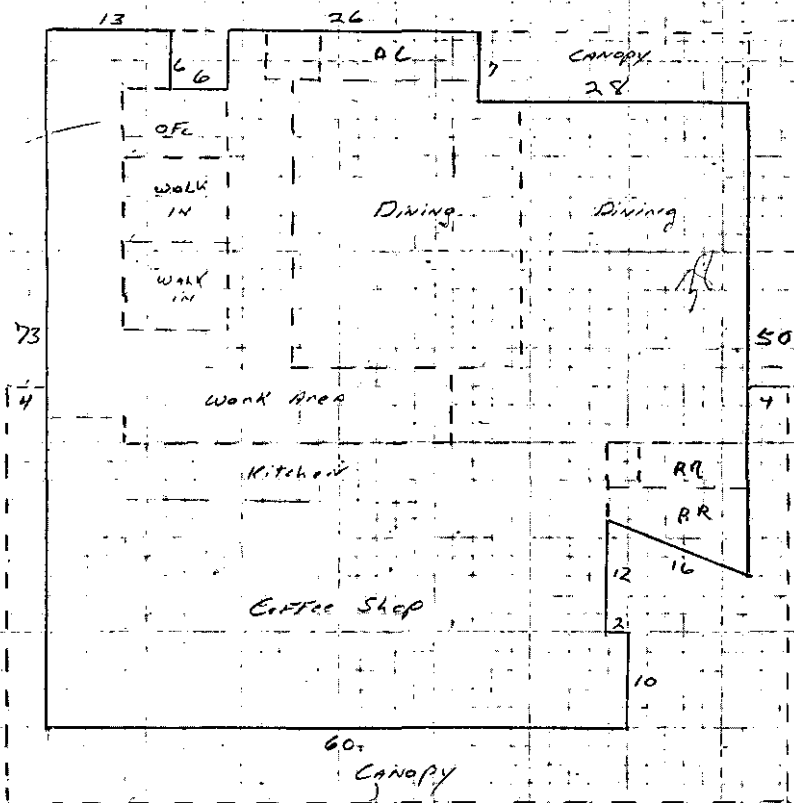 13
26
6
6
OL
7
CANOPY
28
OFC
WALK
IN
Dining
Dining
WALK
IN
73
50
4
4
Work Area
Kitchen
RR
RR
12
16
Coffee Shop
2
10
60
CANOPY